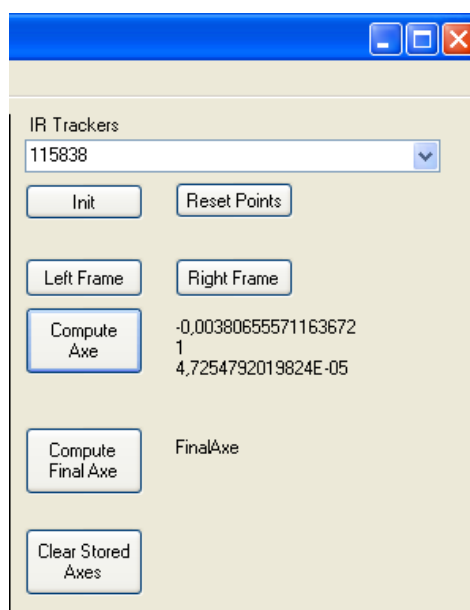 IR Trackers
115838
Init
Reset Points
Left Frame
Right Frame
Compute
Axe
-0,00380655571163672
1
4,7254792019824E-05
Compute
Final Axe
FinalAxe
Clear Stored
Axes